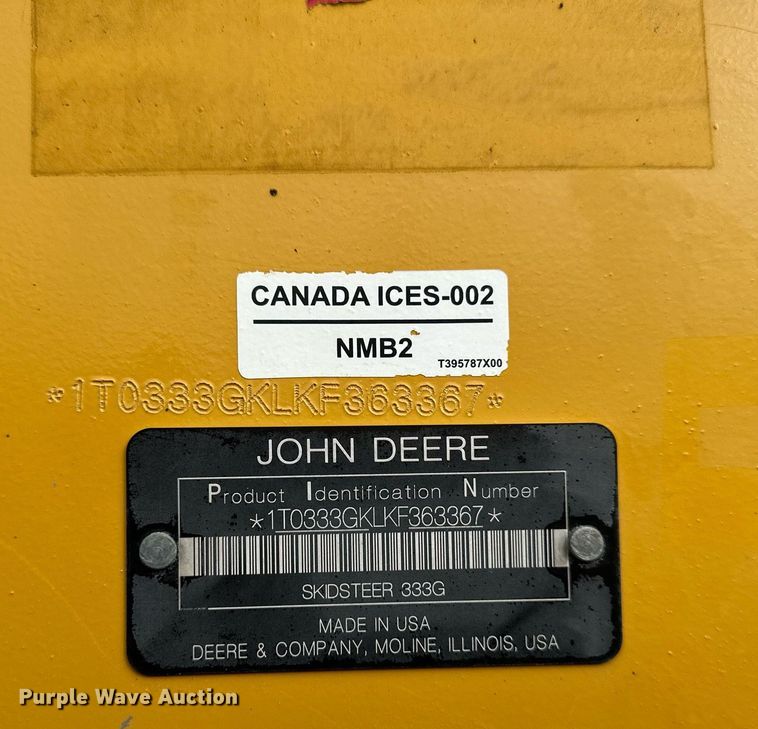 CANADA ICES-002
NMB2
T395787X00
*1T0333GKLKF363367*
JOHN DEERE
Product Identification Number
*1T0333GKLKF363367*
SKIDSTEER 333G
MADE IN USA
DEERE & COMPANY, MOLINE, ILLINOIS, USA
Purple Wave Auction